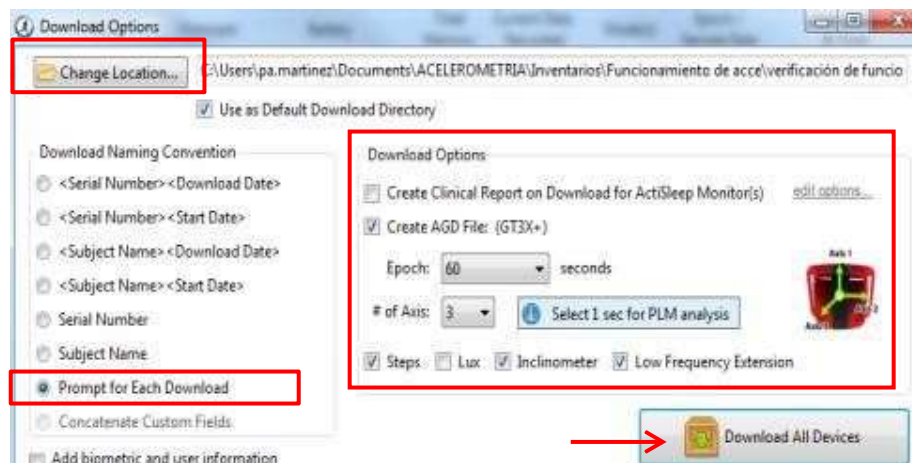 Download Options
Change Location...
C:\Users\pa.martinez\Documents\ACELEROMETRIA\Inventarios\Funcionamiento de acce\verificación de funcio
Use as Default Download Directory
Download Naming Convention
<Serial Number><Download Date>
<Serial Number><Start Date>
<Subject Name><Download Date>
<Subject Name><Start Date>
Serial Number
Subject Name
Prompt for Each Download
Concatenate Custom Fields
Add biometric and user information
Download Options
Create Clinical Report on Download for ActiSleep Monitor(s) edit options...
Create AGD File: (GT3X+)
Epoch: 60 seconds
# of Axis: 3 Select 1 sec for PLM analysis
Axis 1
Steps Lux Inclinometer Low Frequency Extension
Download All Devices